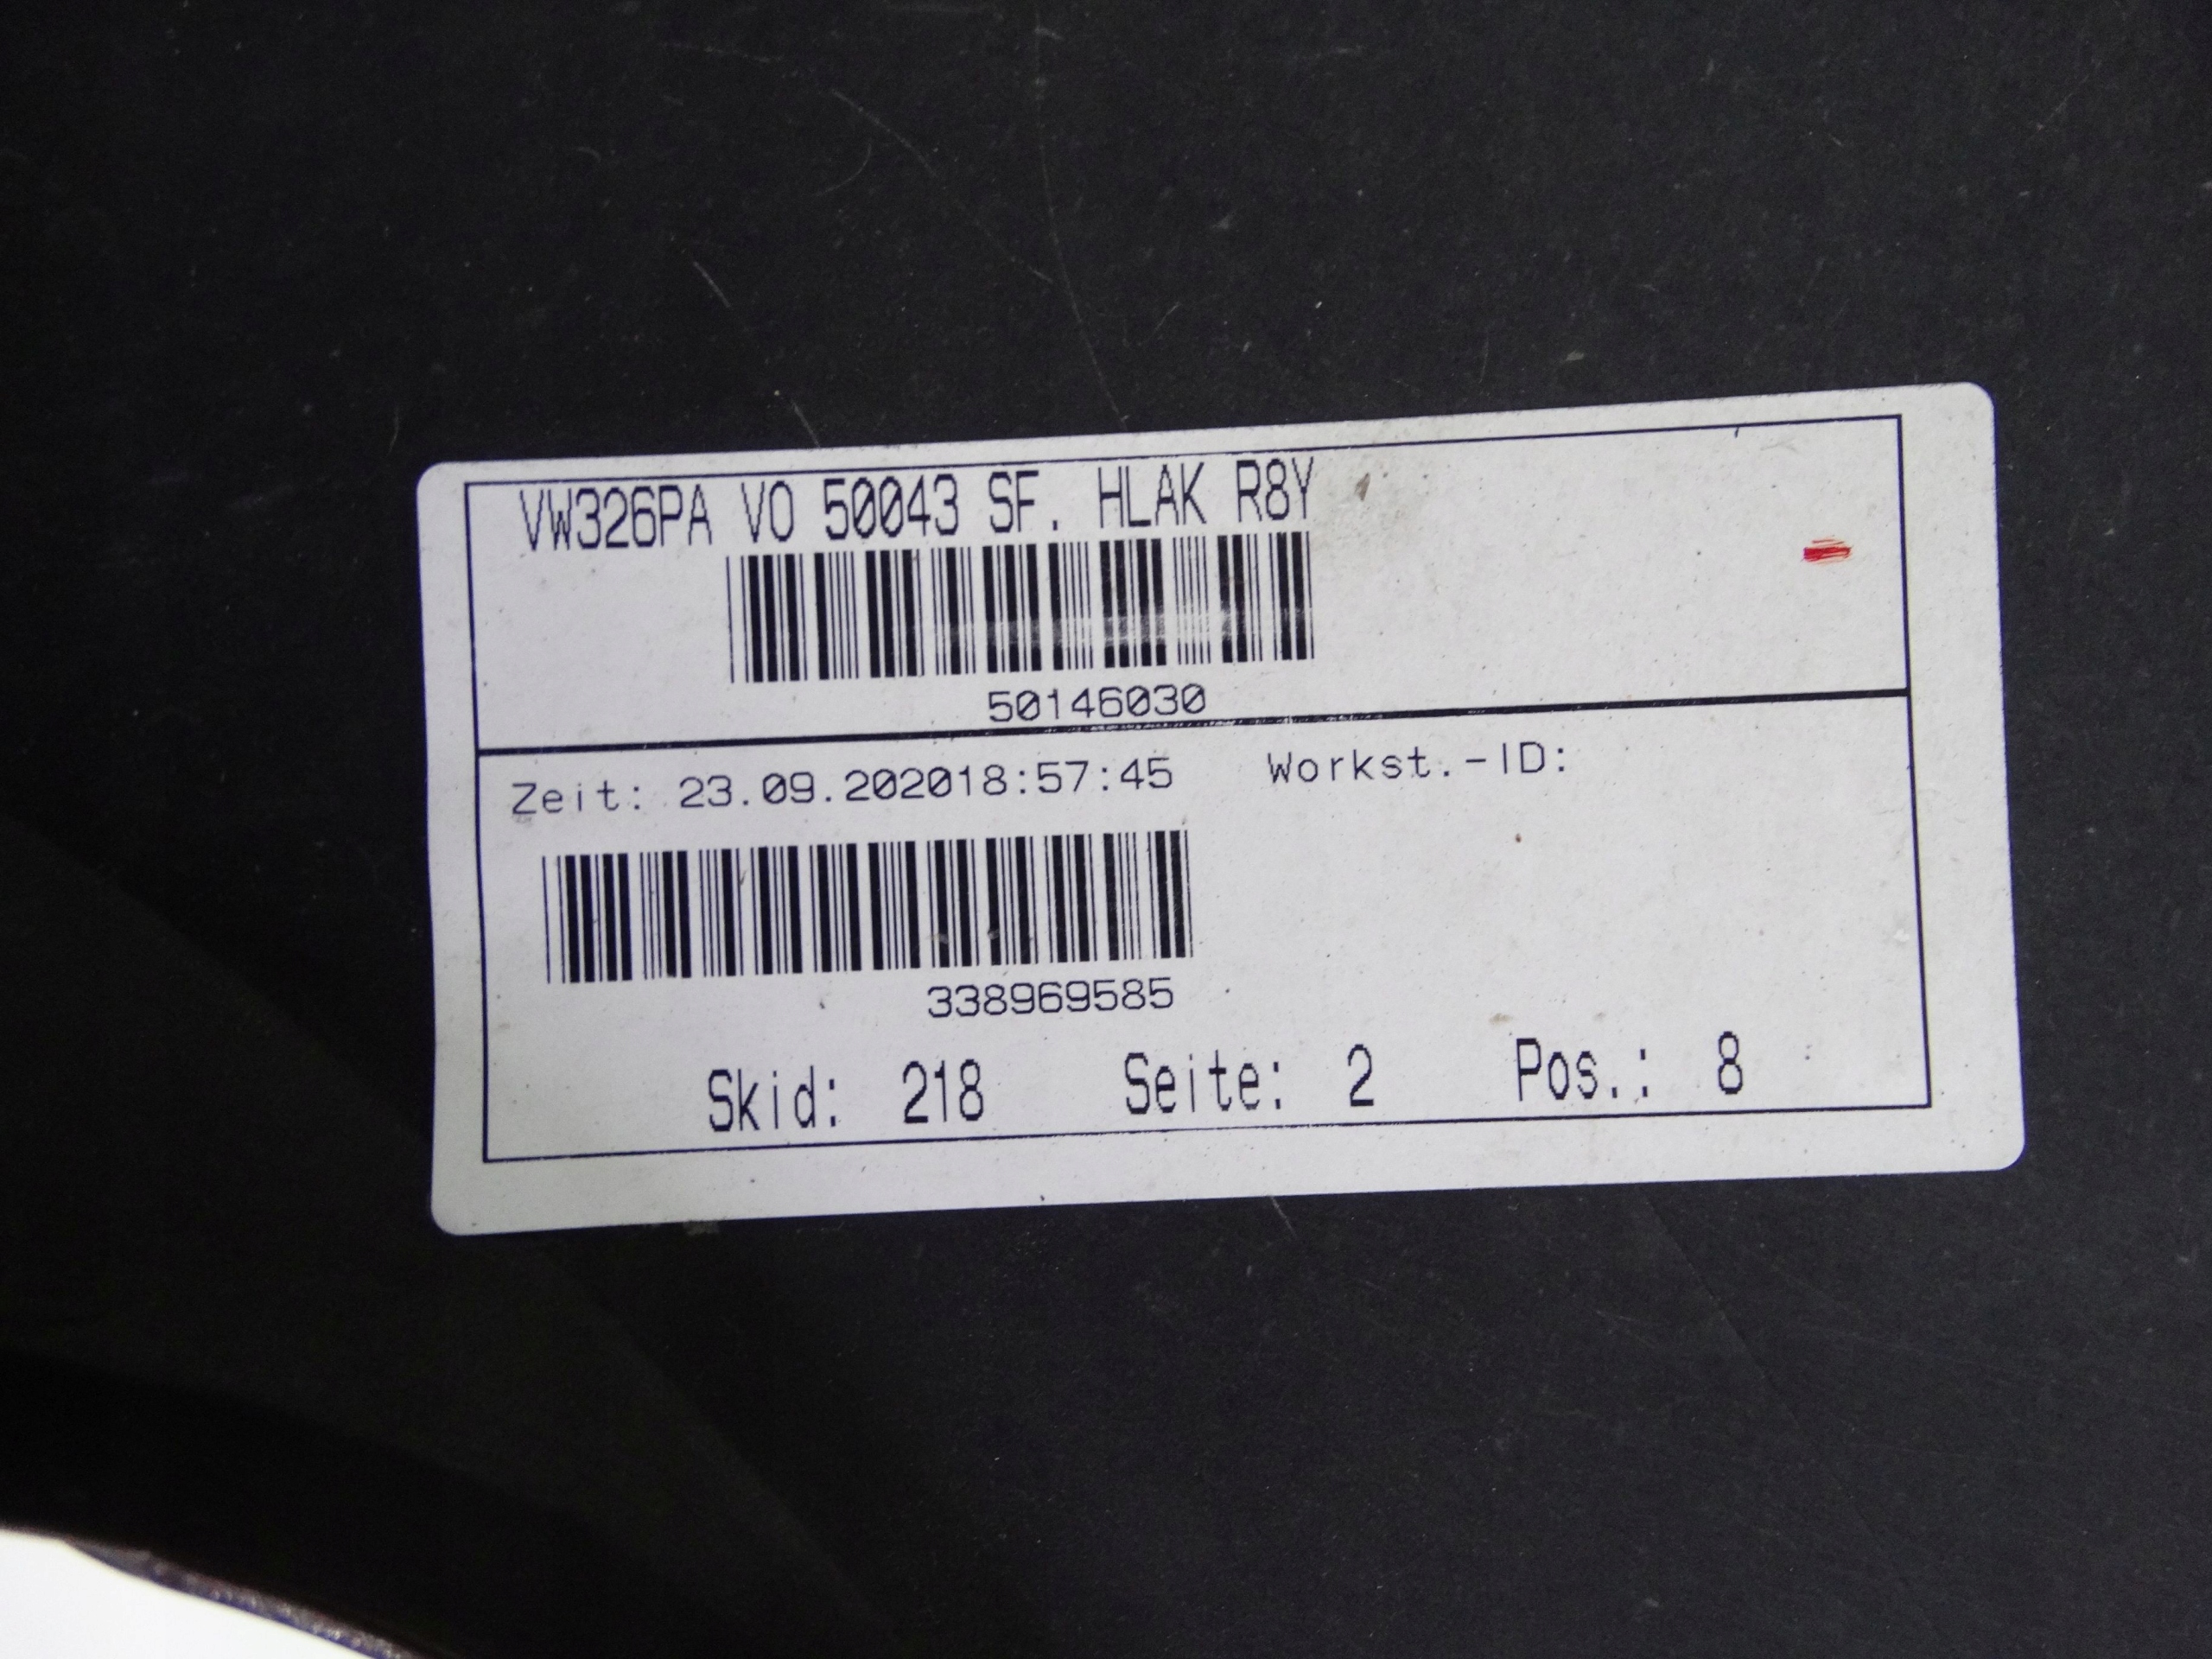 VW326PA VO 50043 SF. HLAK R8Y
50146030
Zeit: 23.09.202018:57:45 Workst.-ID:
338969585
Skid: 218 Seite: 2 Pos.: 8